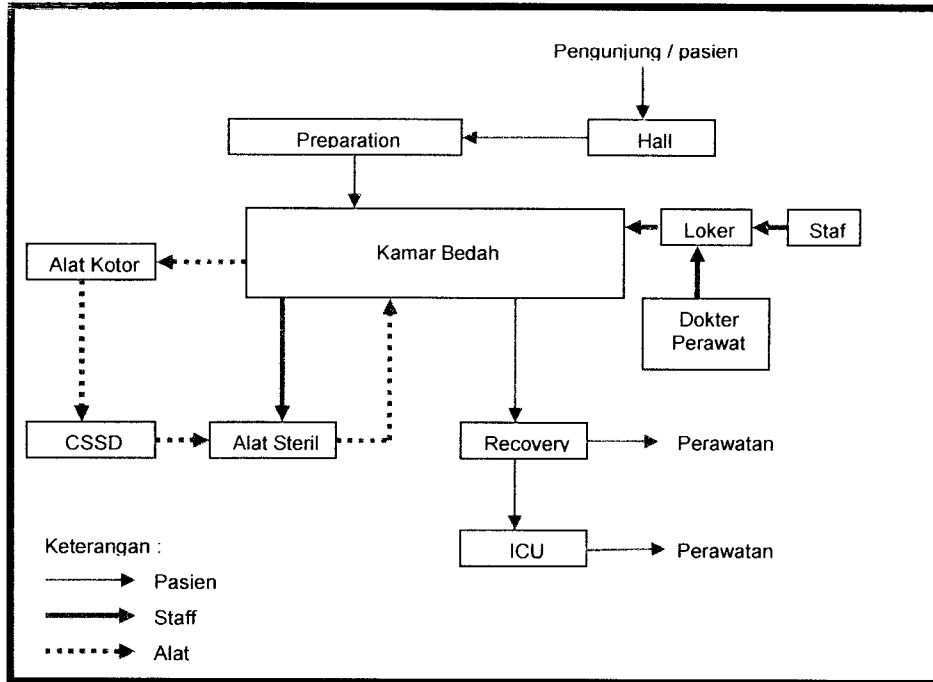 Pengunjung / pasien
Preparation
Hall
Kamar Bedah
Loker
Staf
Alat Kotor
Dokter
Perawat
CSSD
Alat Steril
Recovery
Perawatan
ICU
Perawatan
Keterangan :
Pasien
Staff
Alat